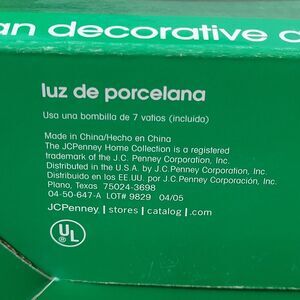 an decorative
luz de porcelana
Usa una bombilla de 7 vatios (incluida)
Made in China/Hecho en China
The JCPenney Home Collection is a registered
trademark of the J.C. Penney Corporation, Inc.
Distributed in the U.S.A. by J.C.Penney Corporation, Inc.
Distribuido en los EE.UU. por J.C.Penney Corporación, Inc.
Plano, Texas 75024-3698
04-50-647-A LOT# 9829 04/05
JCPenney | stores | catalog | .com
UL